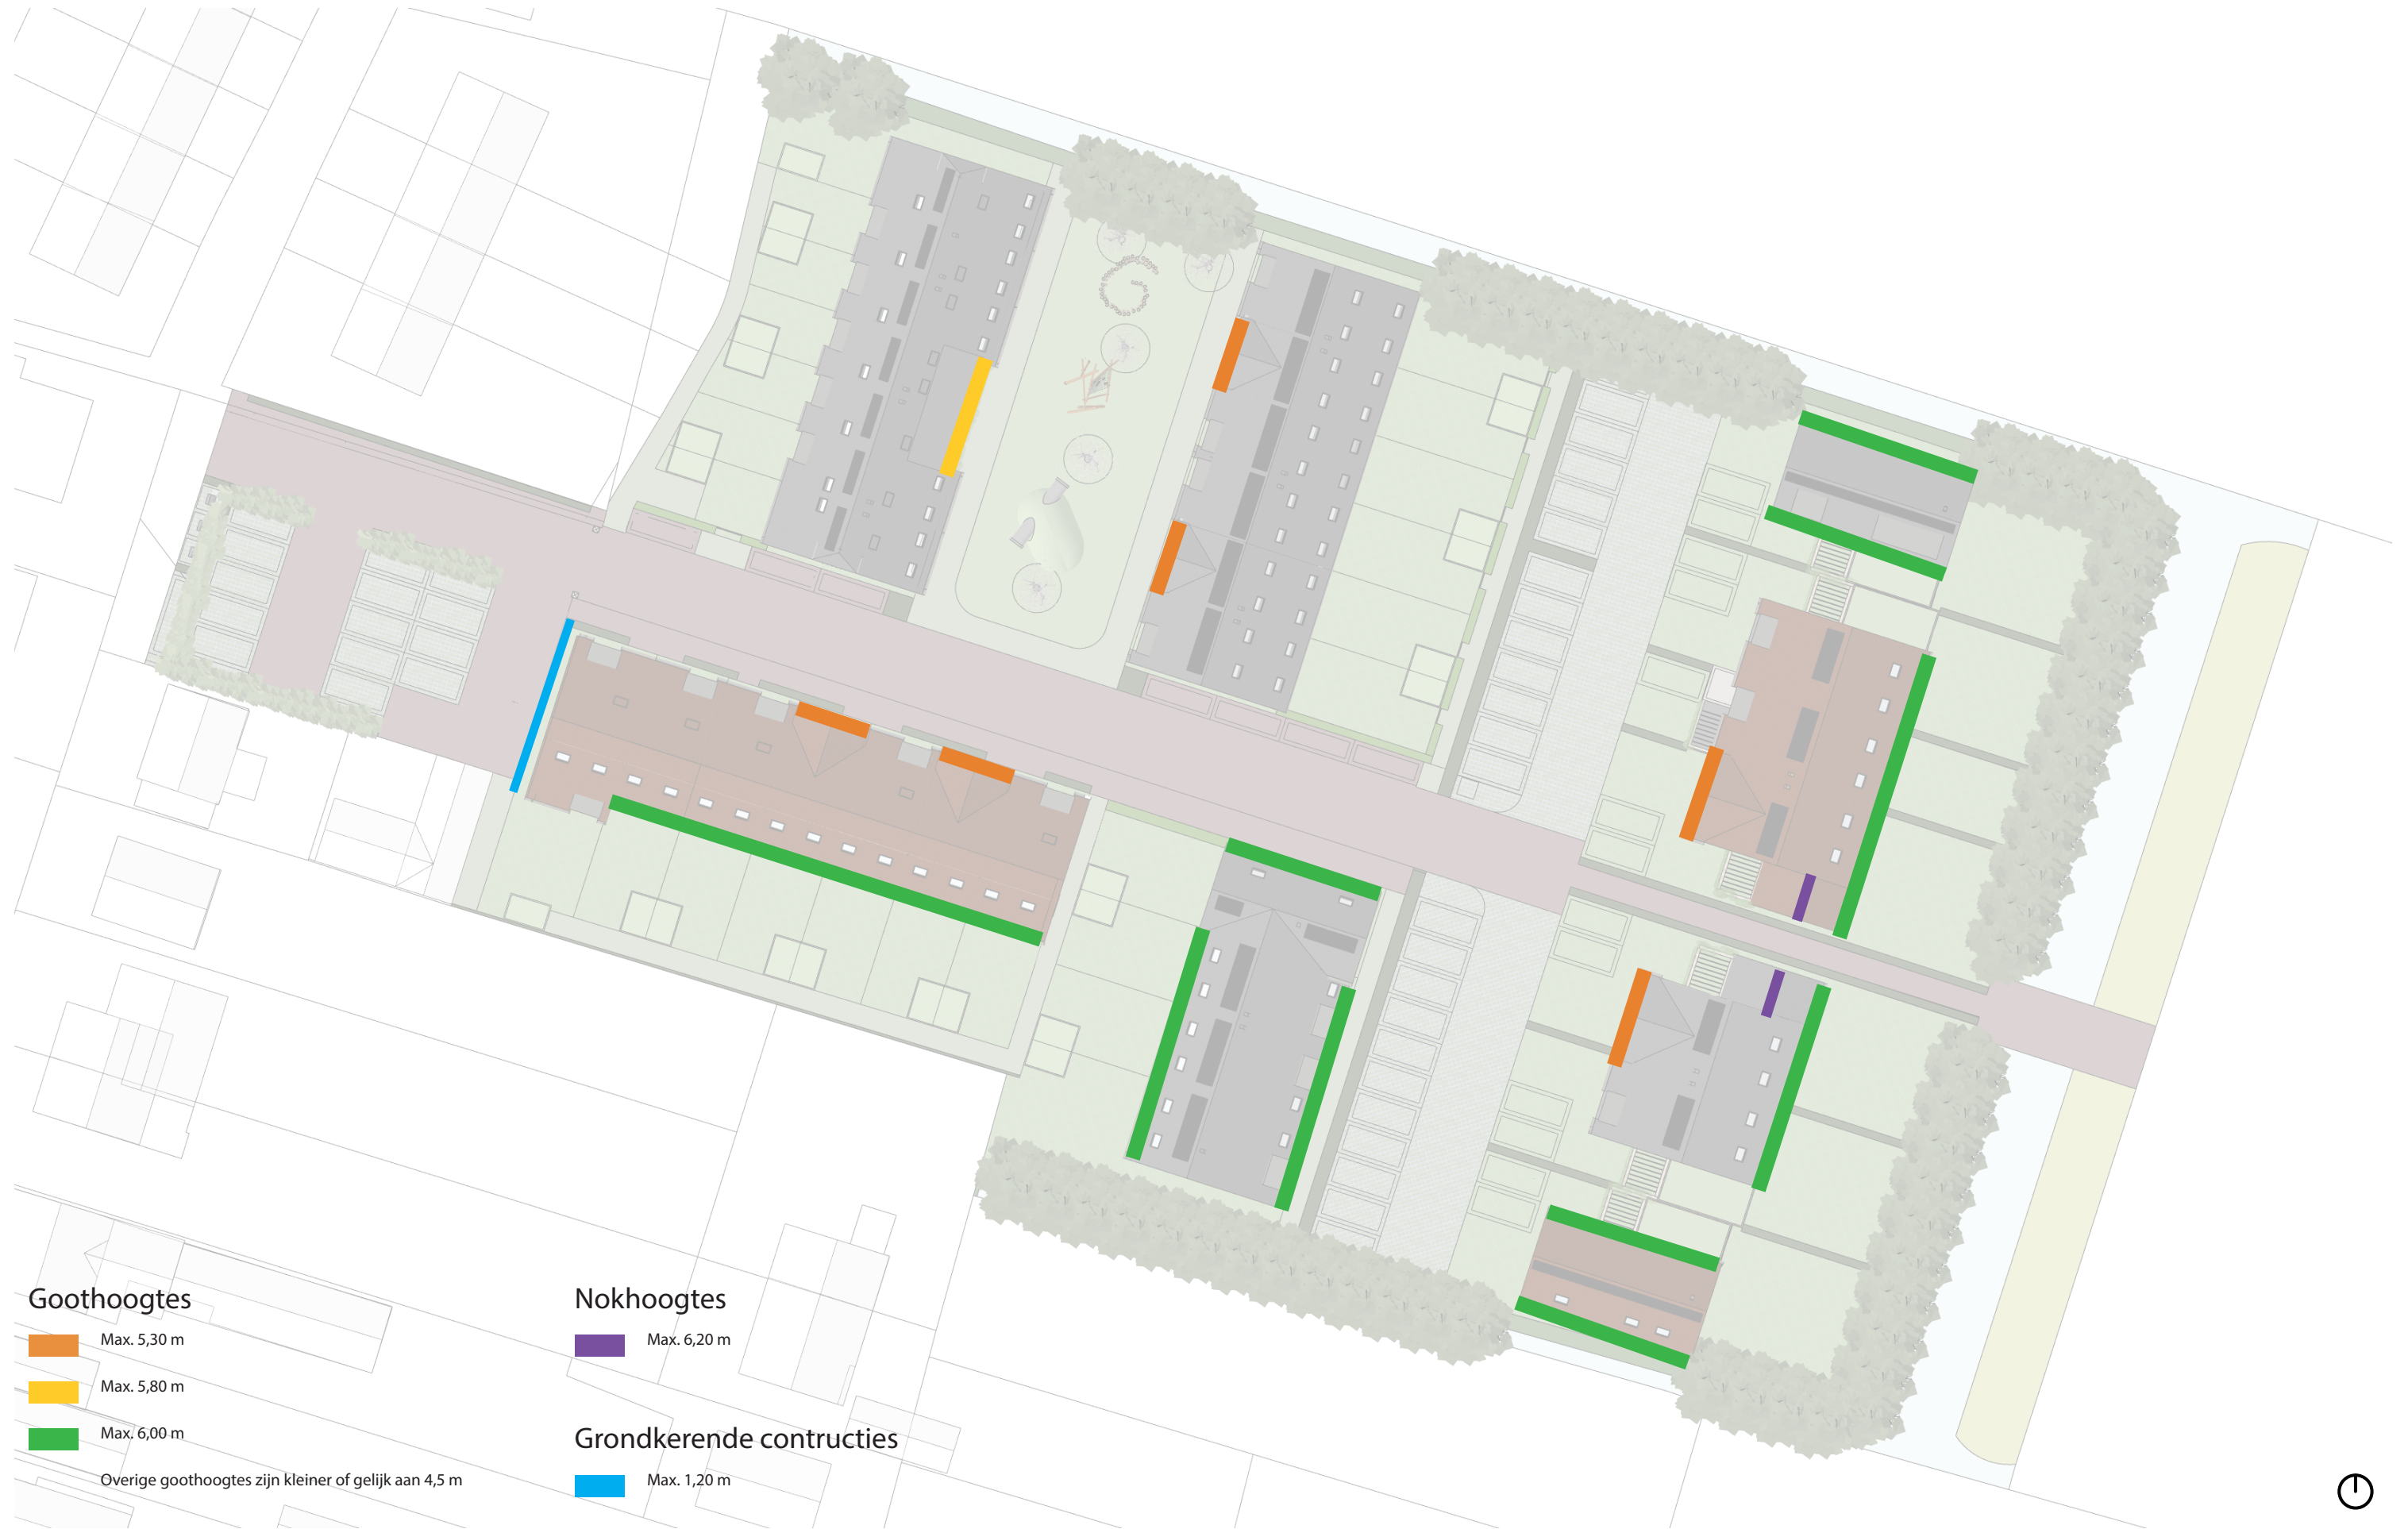 Goothoogtes
Max. 5,30 m
Max. 5,80 m
Max. 6,00 m
Overige goothoogtes zijn kleiner of gelijk aan 4,5 m
Nokhoogtes
Max. 6,20 m
Grondkerende contructies
Max. 1,20 m